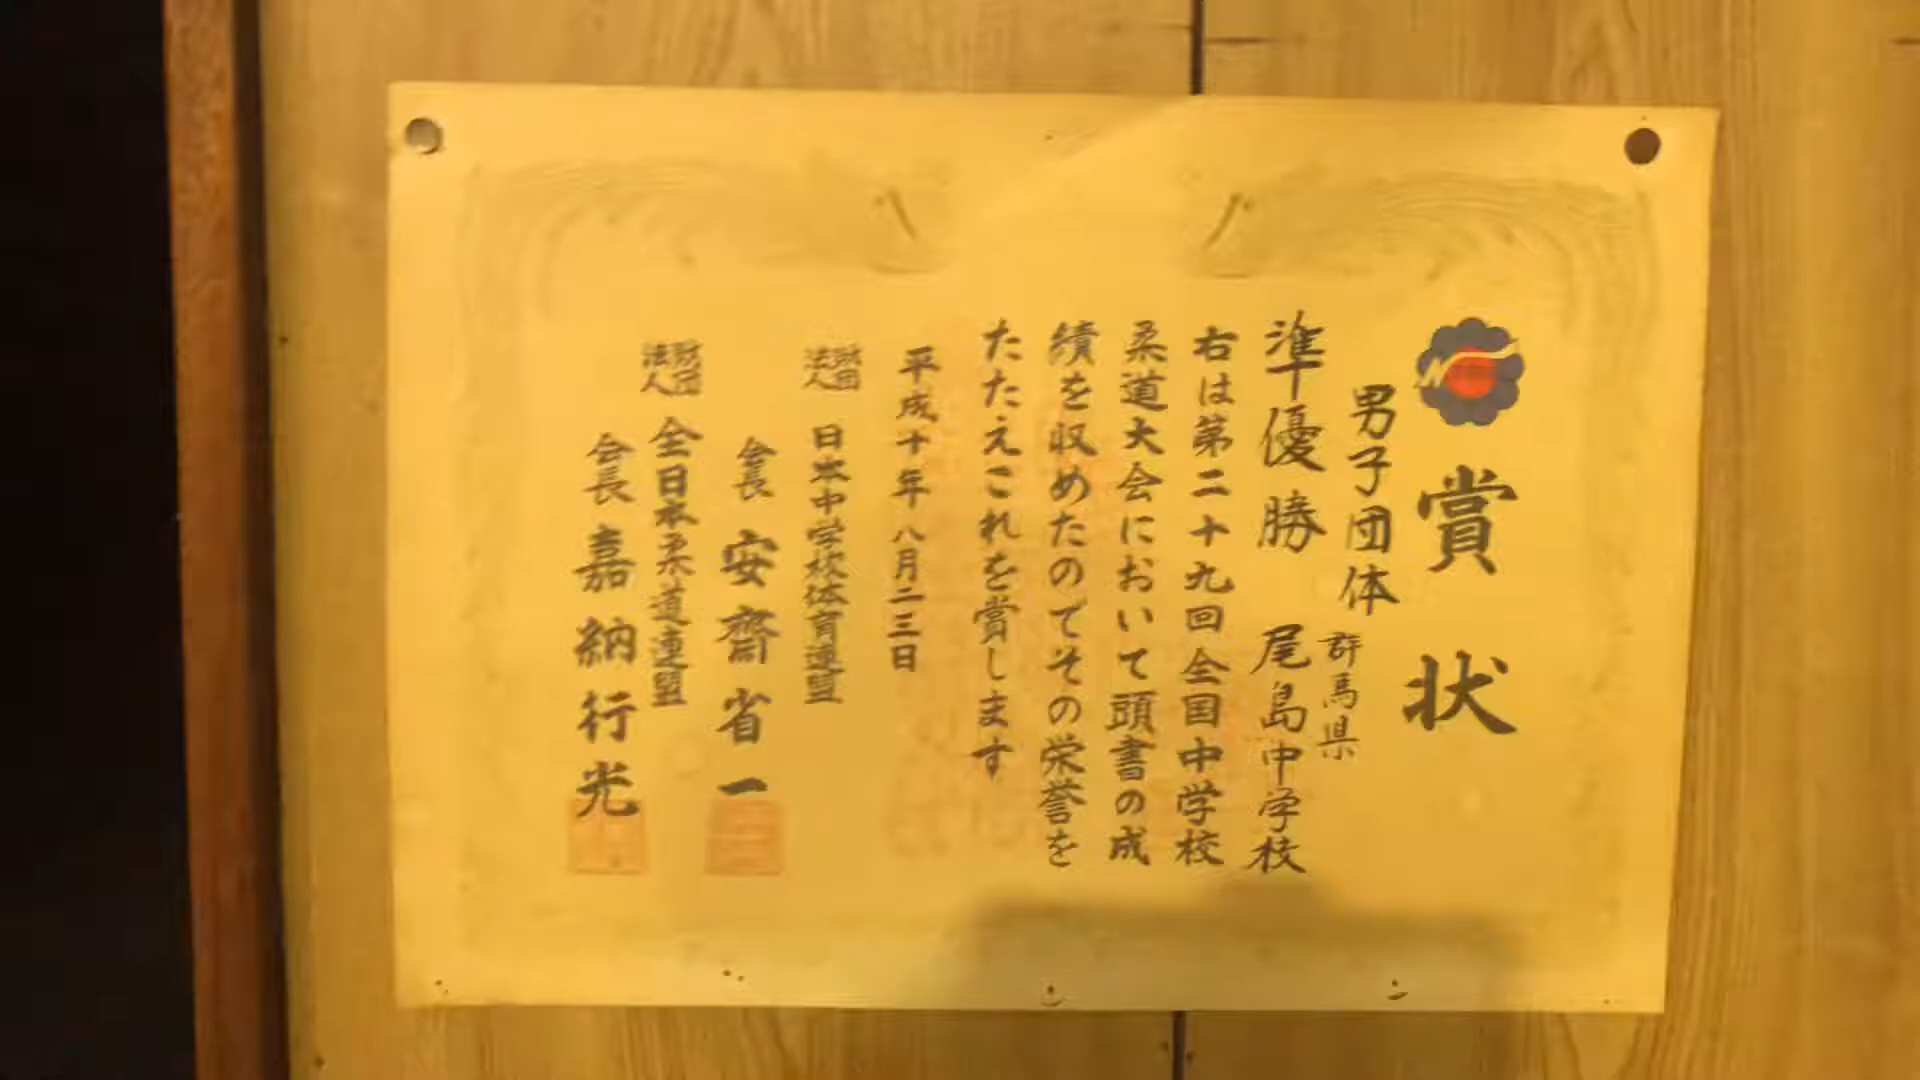 賞状
男子団体
群馬県
準優勝 尾島中学校
右は第二十九回全国中学校
柔道大会において頭書の成
績を収めたのでその栄誉を
たたえこれを賞します
平成十年八月二三日
財団法人 日本中学校体育連盟
会長 安齋省一
財団法人 全日本柔道連盟
会長 嘉納行光